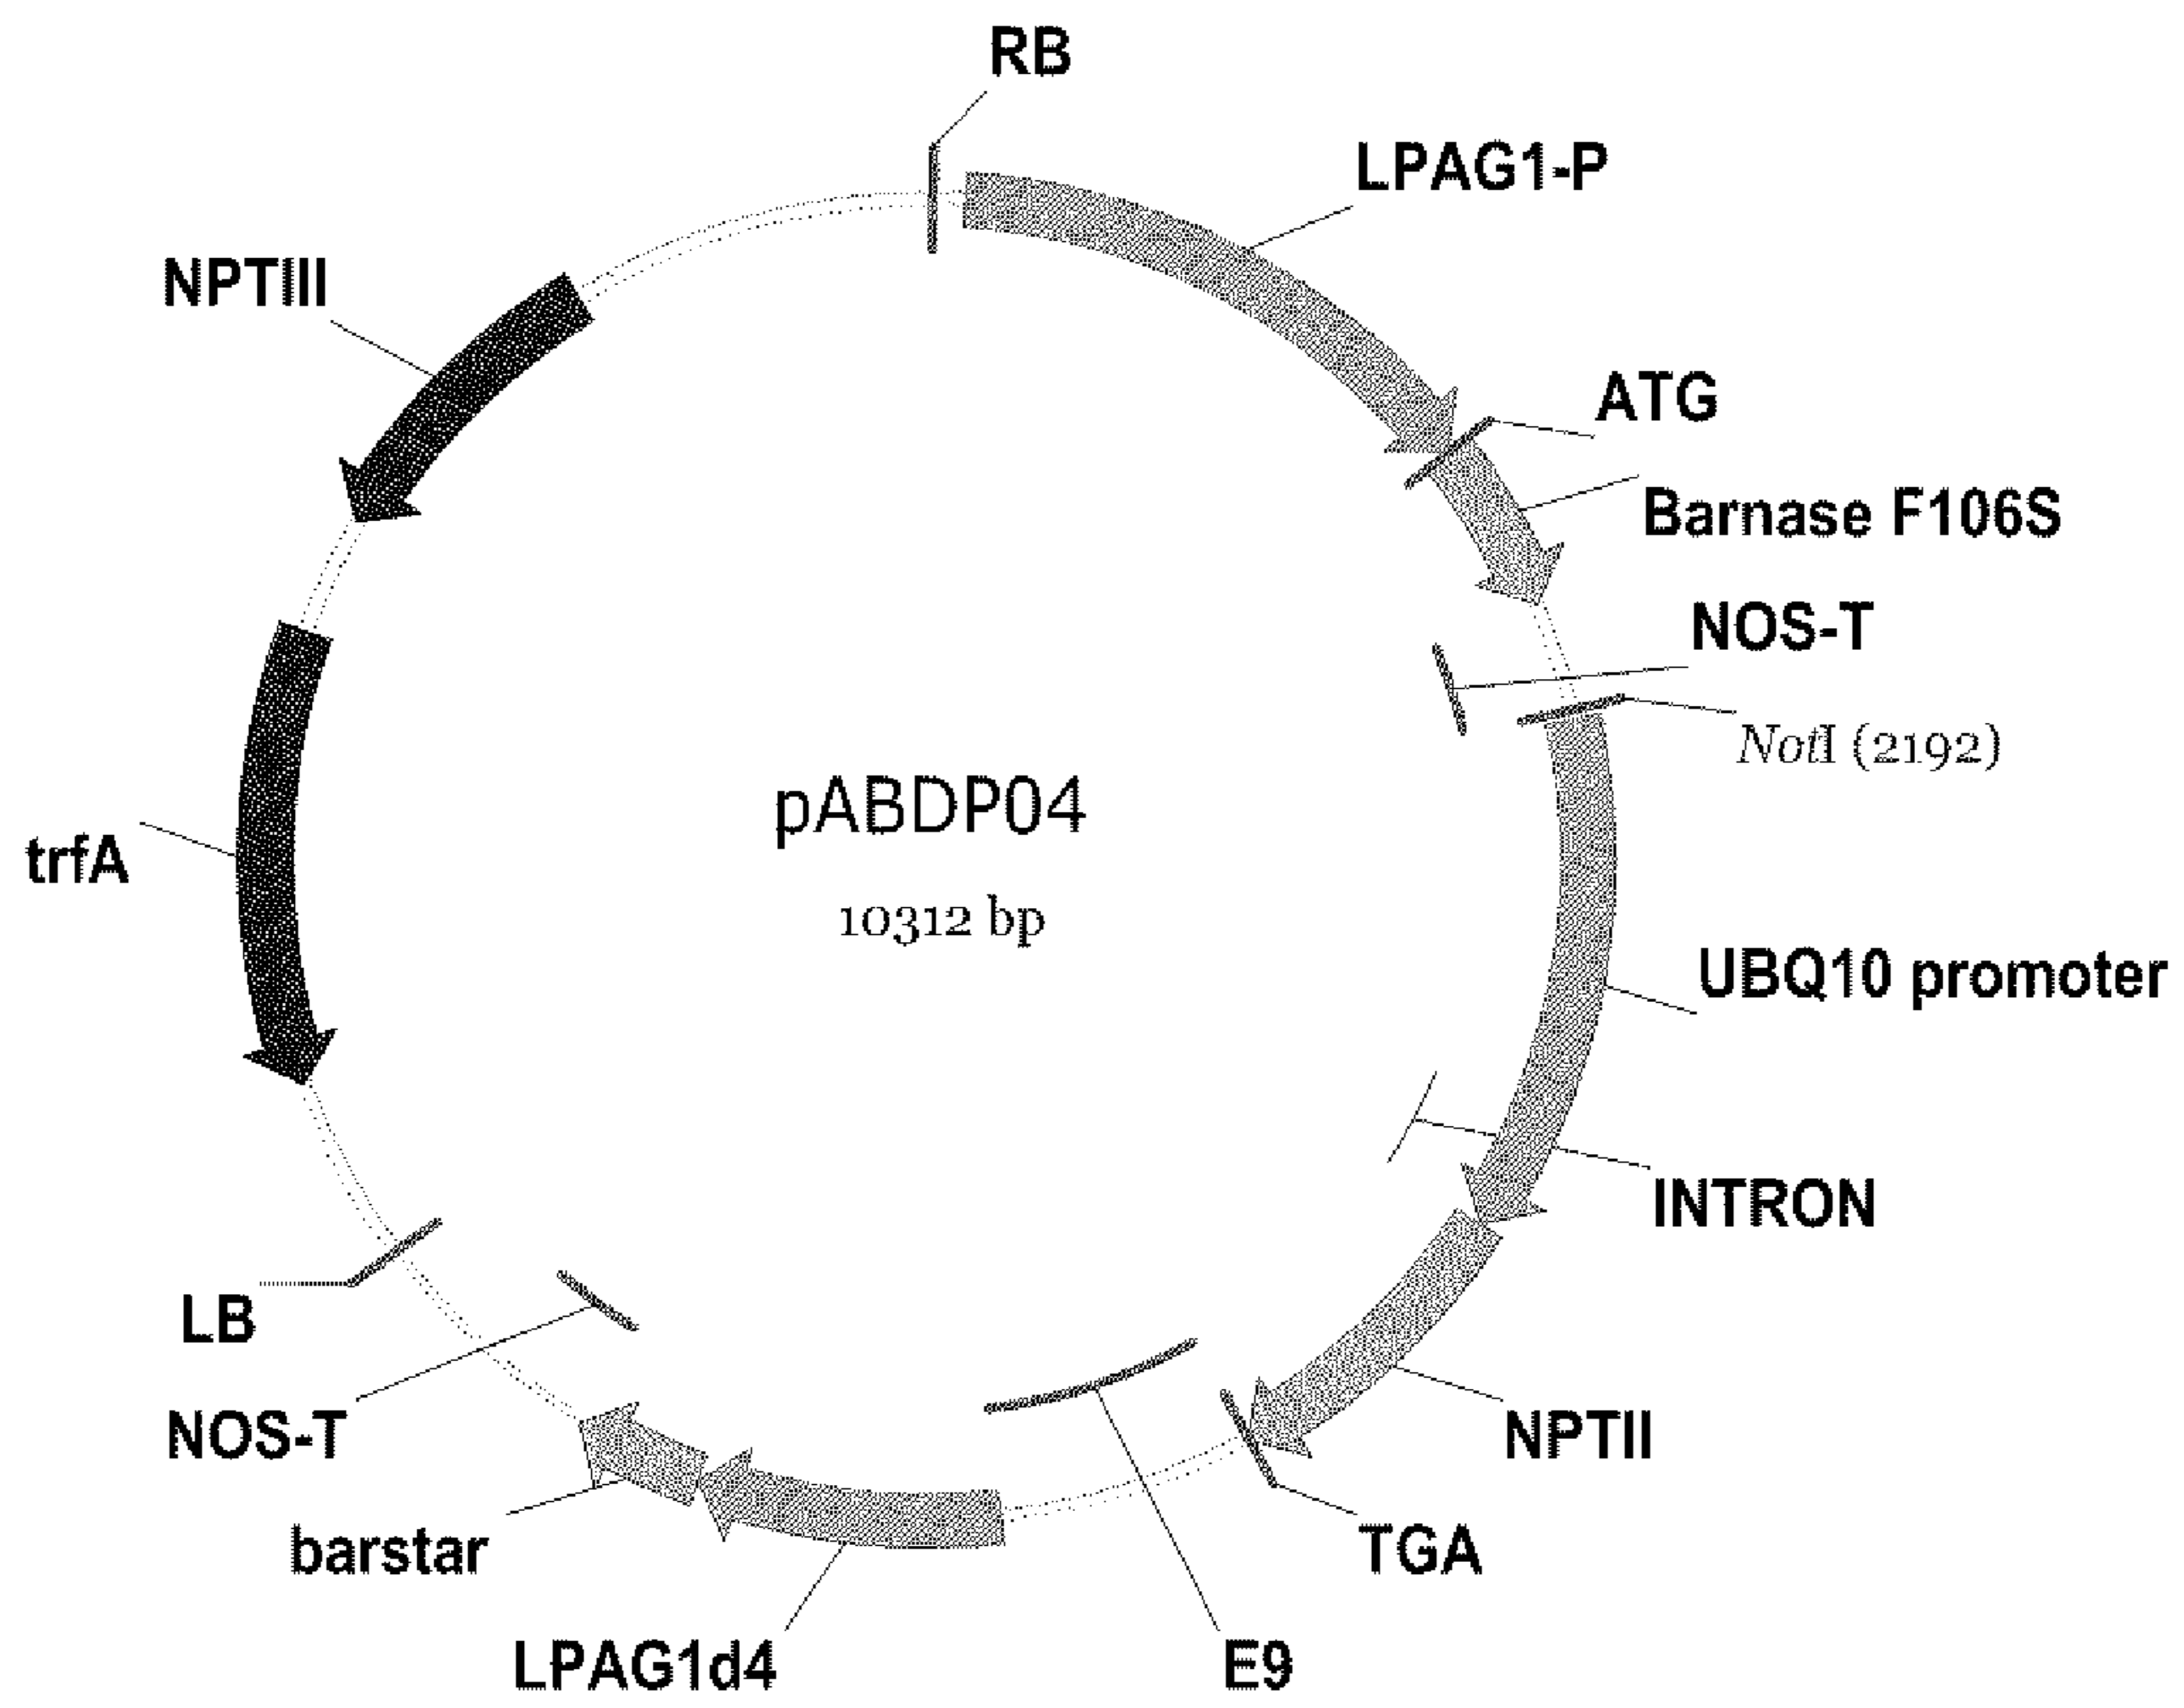 RB
LPAG1-P
NPTIII
ATG
Barnase F106S
NOS-T
NotI (2192)
pABDP04
trfA
10312 bp
UBQ10 promoter
INTRON
LB
NOS-T
NPTII
barstar
TGA
LPAG1d4
E9